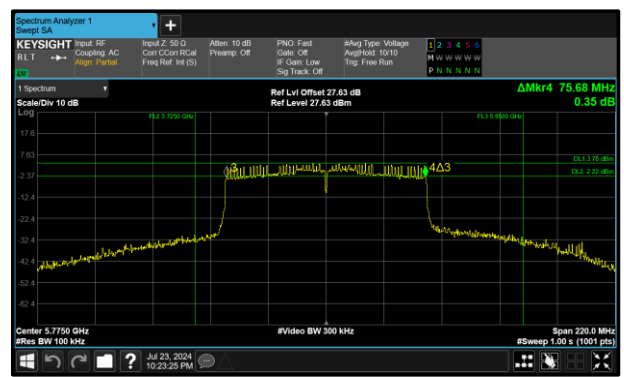 Spectrum Analyzer 1
Swept SA
+
KEYSIGHT Input: RF Input Z: 50 Ω Atten: 10 dB PNO: Fast #Avg Type: Voltage 1 2 3 4 5 6
RLT Coupling: AC Corr CCorr RCal Preamp: Off Gate: Off Avg|Hold: 10/10 M W W W W W
Align: Partial Freq Ref: Int (S) IF Gain: Low Trig: Free Run
Sig Track: Off P N N N N N
1 Spectrum Ref Lvl Offset 27.63 dB ΔMkr4 75.68 MHz
Scale/Div 10 dB Ref Level 27.63 dBm 0.35 dB
Log
FL3 5.7250 GHz FL3 5.8500 GHz
17.6
7.63
DL1 3.78 dBm
3 4Δ3
-2.37 DL2 -2.22 dBm
-12.4
-22.4
-32.4
-42.4
-52.4
-62.4
Center 5.7750 GHz #Video BW 300 kHz Span 220.0 MHz
#Res BW 100 kHz #Sweep 1.00 s (1001 pts)
? Jul 23, 2024
10:23:25 PM